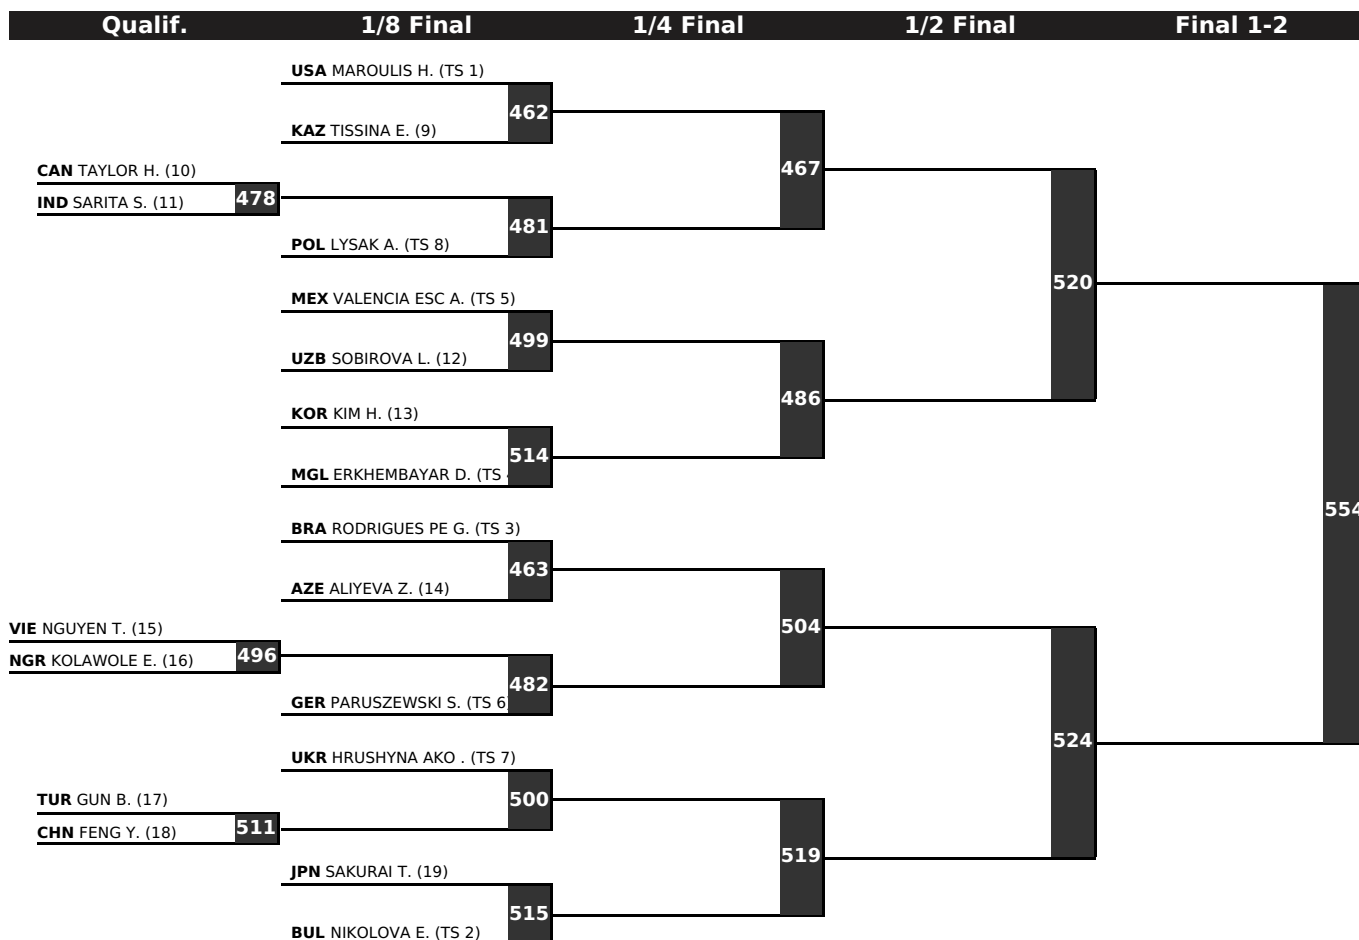 Qualif. 1/8 Final 1/4 Final 1/2 Final Final 1-2
USA MAROULIS H. (TS 1)
462
KAZ TISSINA E. (9)
467
CAN TAYLOR H. (10)
IND SARITA S. (11) 478
481
POL LYSAK A. (TS 8)
520
MEX VALENCIA ESC A. (TS 5)
499
UZB SOBIROVA L. (12)
486
KOR KIM H. (13)
514
MGL ERKHEMBAYAR D. (TS
554
BRA RODRIGUES PE G. (TS 3)
463
AZE ALIYEVA Z. (14)
504
VIE NGUYEN T. (15)
NGR KOLAWOLE E. (16) 496
482
GER PARUSZEWSKI S. (TS 6
524
UKR HRUSHYNA AKO . (TS 7)
500
TUR GUN B. (17)
CHN FENG Y. (18) 511
519
JPN SAKURAI T. (19)
515
BUL NIKOLOVA E. (TS 2)